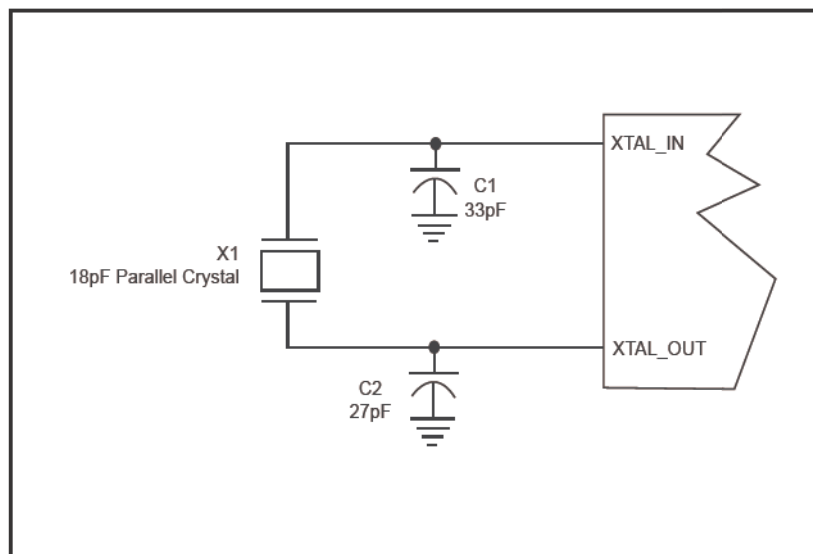 XTAL_IN
C1
33pF
X1
18pF Parallel Crystal
XTAL_OUT
C2
27pF